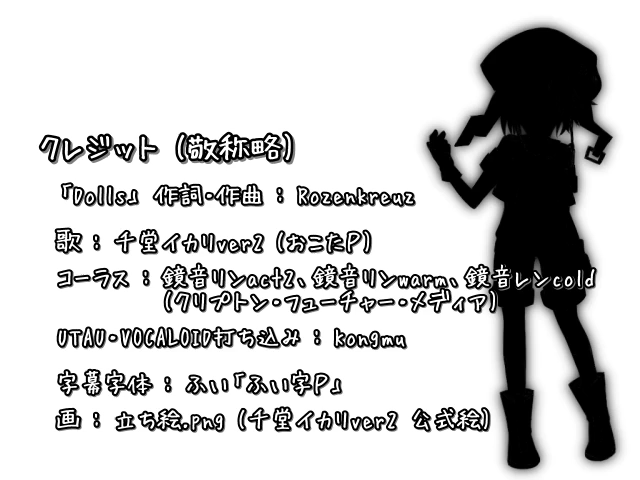 クレジット（敬称略）
「Dolls」 作詞・作曲 : Rozenkreuz
歌 : 千堂イカリver2（おこたP）
コーラス : 鏡音リンact2、鏡音リンwarm、鏡音レンcold
（クリプトン・フューチャー・メディア）
UTAU・VOCALOID打ち込み : kongmu
字幕字体 : ふい「ふい字P」
画 : 立ち絵.png（千堂イカリver2 公式絵）